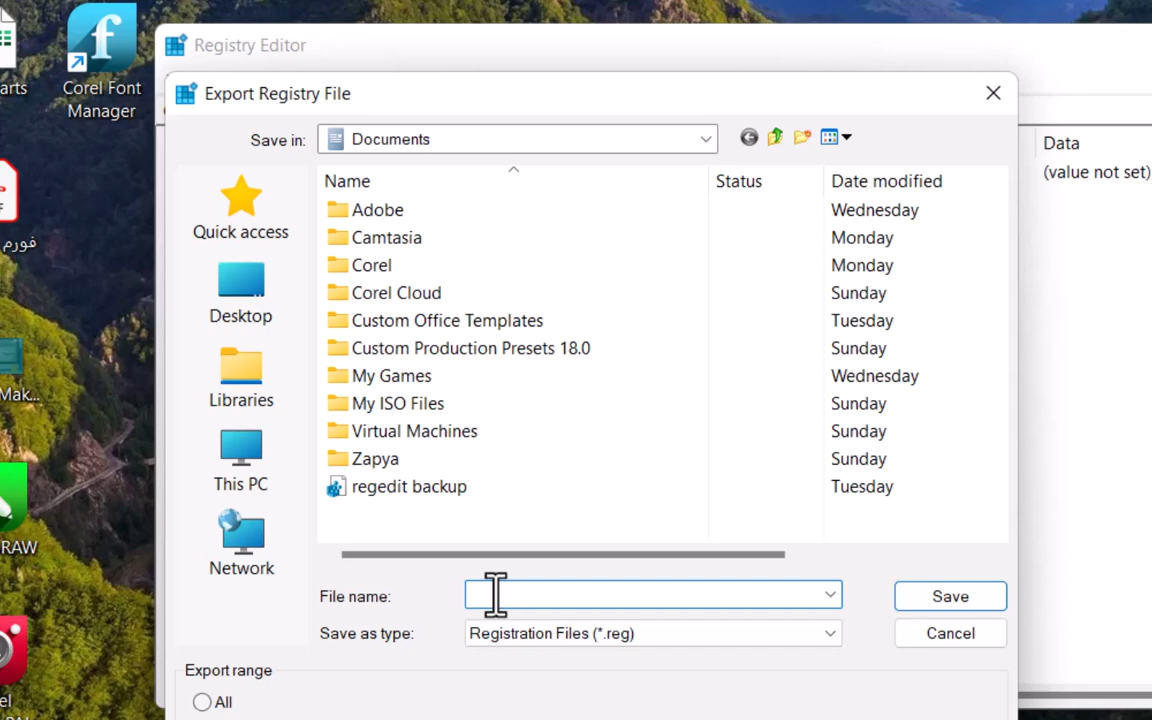 arts
Corel Font
Manager
فورم
Mak...
RAW
el
Registry Editor
Export Registry File
Save in:
Documents
Data
(value not set)
Quick access
Desktop
Libraries
This PC
Network
Name
Status
Date modified
Adobe
Wednesday
Camtasia
Monday
Corel
Monday
Corel Cloud
Sunday
Custom Office Templates
Tuesday
Custom Production Presets 18.0
Sunday
My Games
Wednesday
My ISO Files
Sunday
Virtual Machines
Sunday
Zapya
Sunday
regedit backup
Tuesday
File name:
Save
Save as type:
Registration Files (*.reg)
Cancel
Export range
All